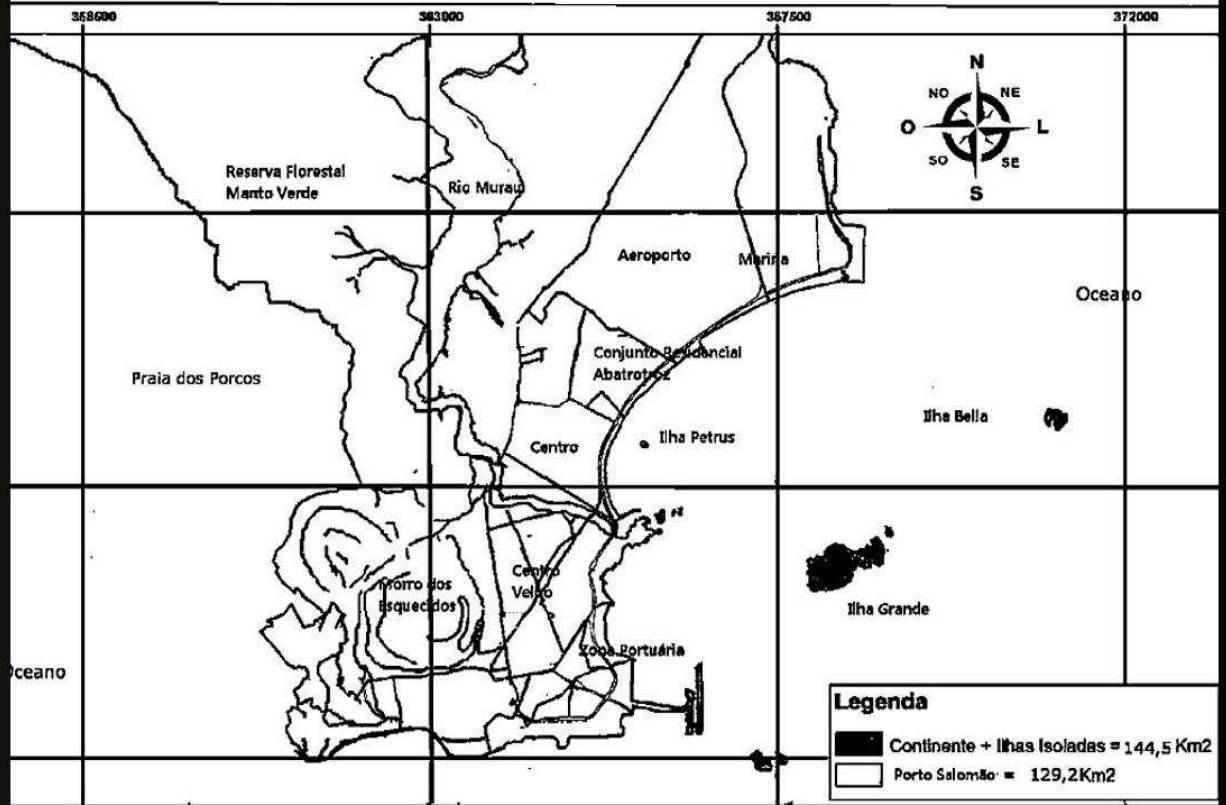 358500
363000
367500
372000
N
NO
NE
O
L
SO
SE
S
Reserva Florestal
Manto Verde
Rio Murau
Aeroporto
Marina
Oceano
Conjunto Residencial
Abatrotroz
Praia dos Porcos
Ilha Bella
Ilha Petrus
Centro
Centro
Velho
Morro dos
Esquecidos
Ilha Grande
Zona Portuária
Oceano
Legenda
Continente + Ilhas Isoladas = 144,5 Km2
Porto Salomão = 129,2Km2